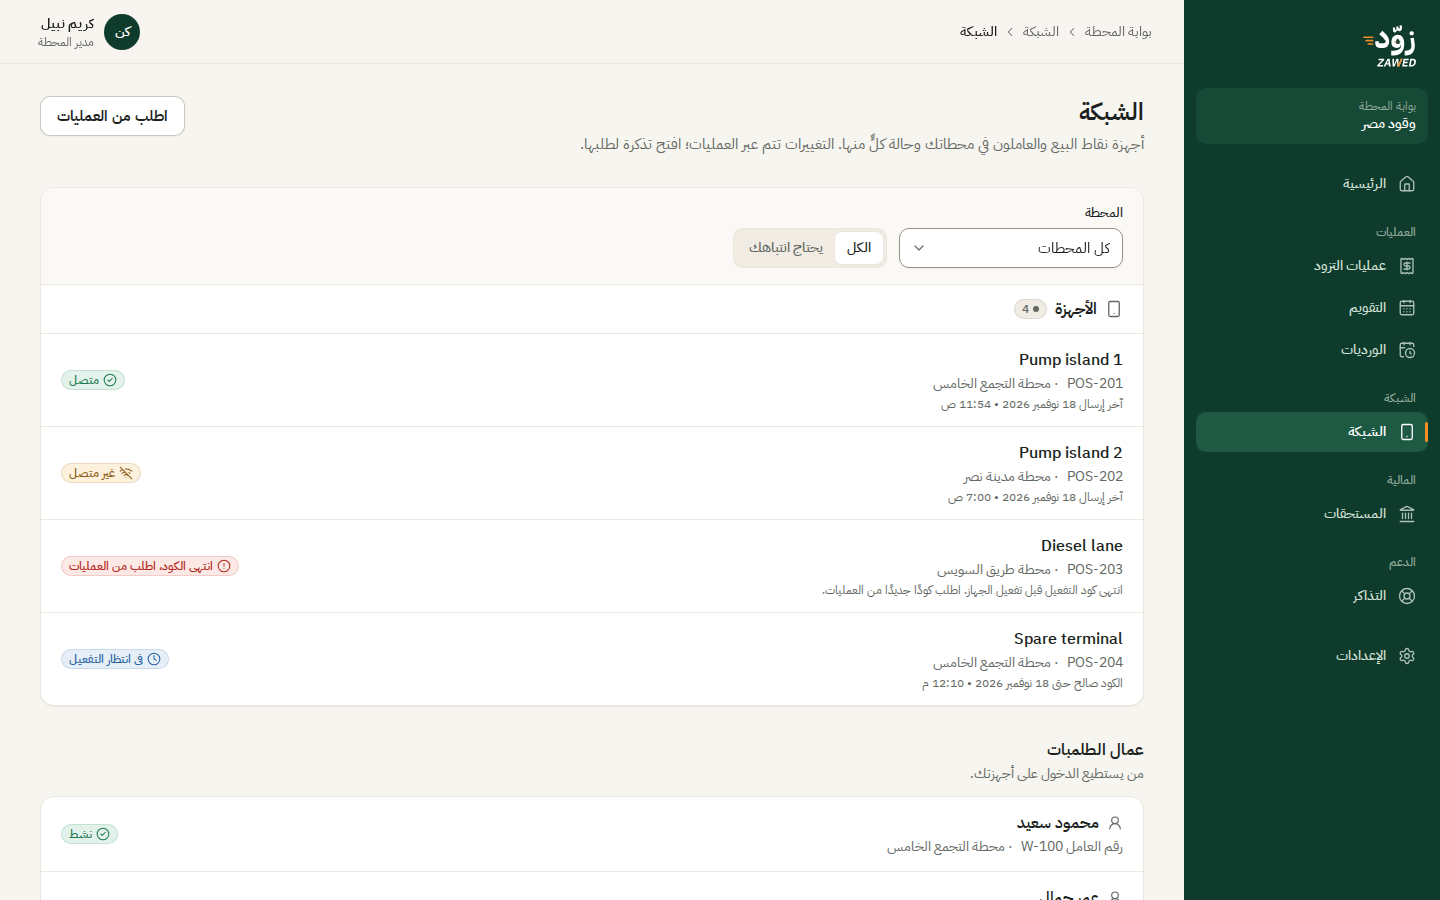 زوّد
ZAWED
بوابة المحطة
وقود مصر
الرئيسية
العمليات
عمليات التزود
التقويم
الورديات
الشبكة
الشبكة
المالية
المستحقات
الدعم
التذاكر
الإعدادات
بوابة المحطة
الشبكة
الشبكة
كن
كريم نبيل
مدير المحطة
الشبكة
أجهزة نقاط البيع والعاملون في محطاتك وحالة كلٍّ منها. التغييرات تتم عبر العمليات؛ افتح تذكرة لطلبها.
اطلب من العمليات
المحطة
كل المحطات
الكل
يحتاج انتباهك
الأجهزة
4
Pump island 1
POS-201 · محطة التجمع الخامس
آخر إرسال 18 نوفمبر 2026 • 11:54 ص
متصل
Pump island 2
POS-202 · محطة مدينة نصر
آخر إرسال 18 نوفمبر 2026 • 7:00 ص
غير متصل
Diesel lane
POS-203 · محطة طريق السويس
انتهى كود التفعيل قبل تفعيل الجهاز. اطلب كودًا جديدًا من العمليات.
انتهى الكود، اطلب من العمليات
Spare terminal
POS-204 · محطة التجمع الخامس
الكود صالح حتى 18 نوفمبر 2026 • 12:10 م
في انتظار التفعيل
عمال الطلمبات
من يستطيع الدخول على أجهزتك.
محمود سعيد
رقم العامل W-100 · محطة التجمع الخامس
نشط
عمر جمال